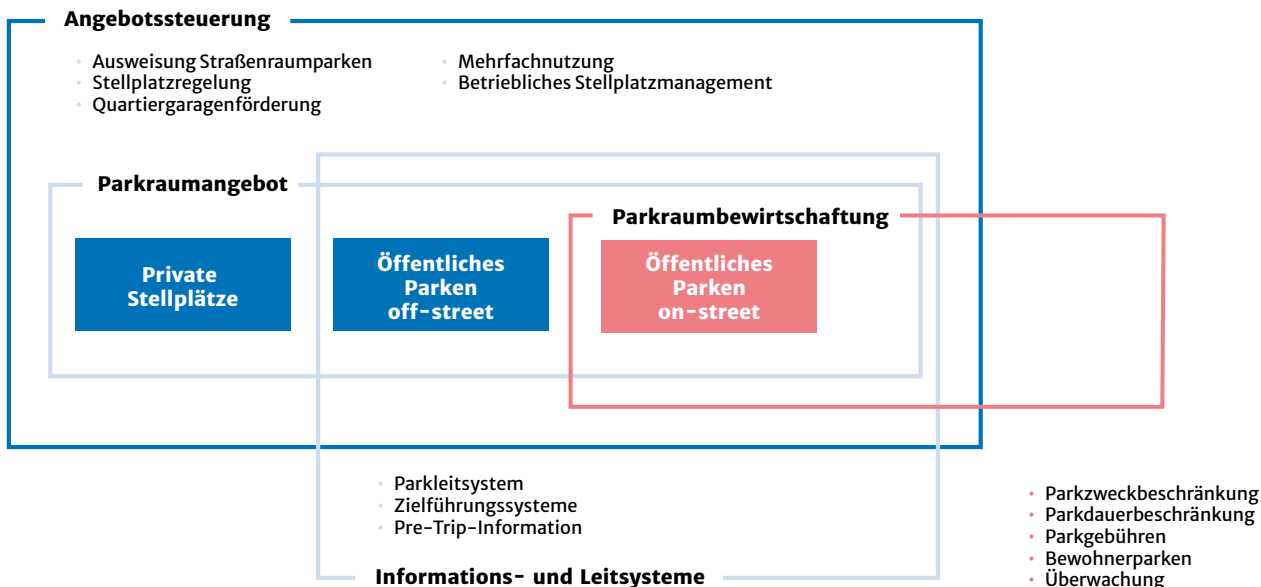 Angebotssteuerung
• Ausweisung Straßenraumparken
• Stellplatzregelung
• Quartiergaragenförderung
• Mehrfachnutzung
• Betriebliches Stellplatzmanagement
Parkraumangebot
Parkraumbewirtschaftung
Private
Stellplätze
Öffentliches
Parken
off-street
Öffentliches
Parken
on-street
• Parkleitsystem
• Zielführungssysteme
• Pre-Trip-Information
Informations- und Leitsysteme
• Parkzweckbeschränkung
• Parkdauerbeschränkung
• Parkgebühren
• Bewohnerparken
• Überwachung